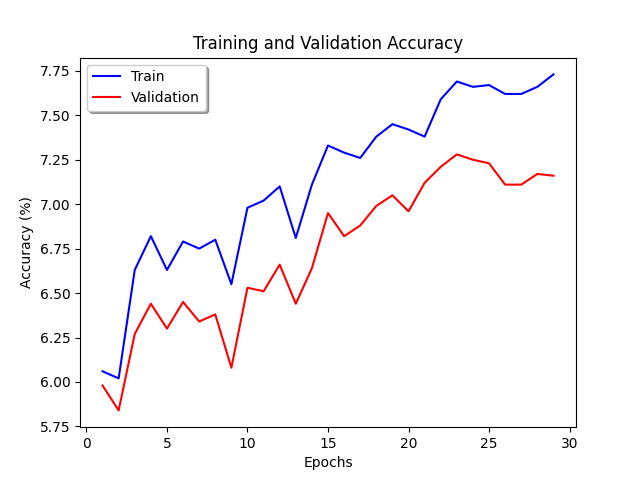 Training and Validation Accuracy
Train
Validation
Accuracy (%)
7.75
7.50
7.25
7.00
6.75
6.50
6.25
6.00
5.75
0 5 10 15 20 25 30
Epochs